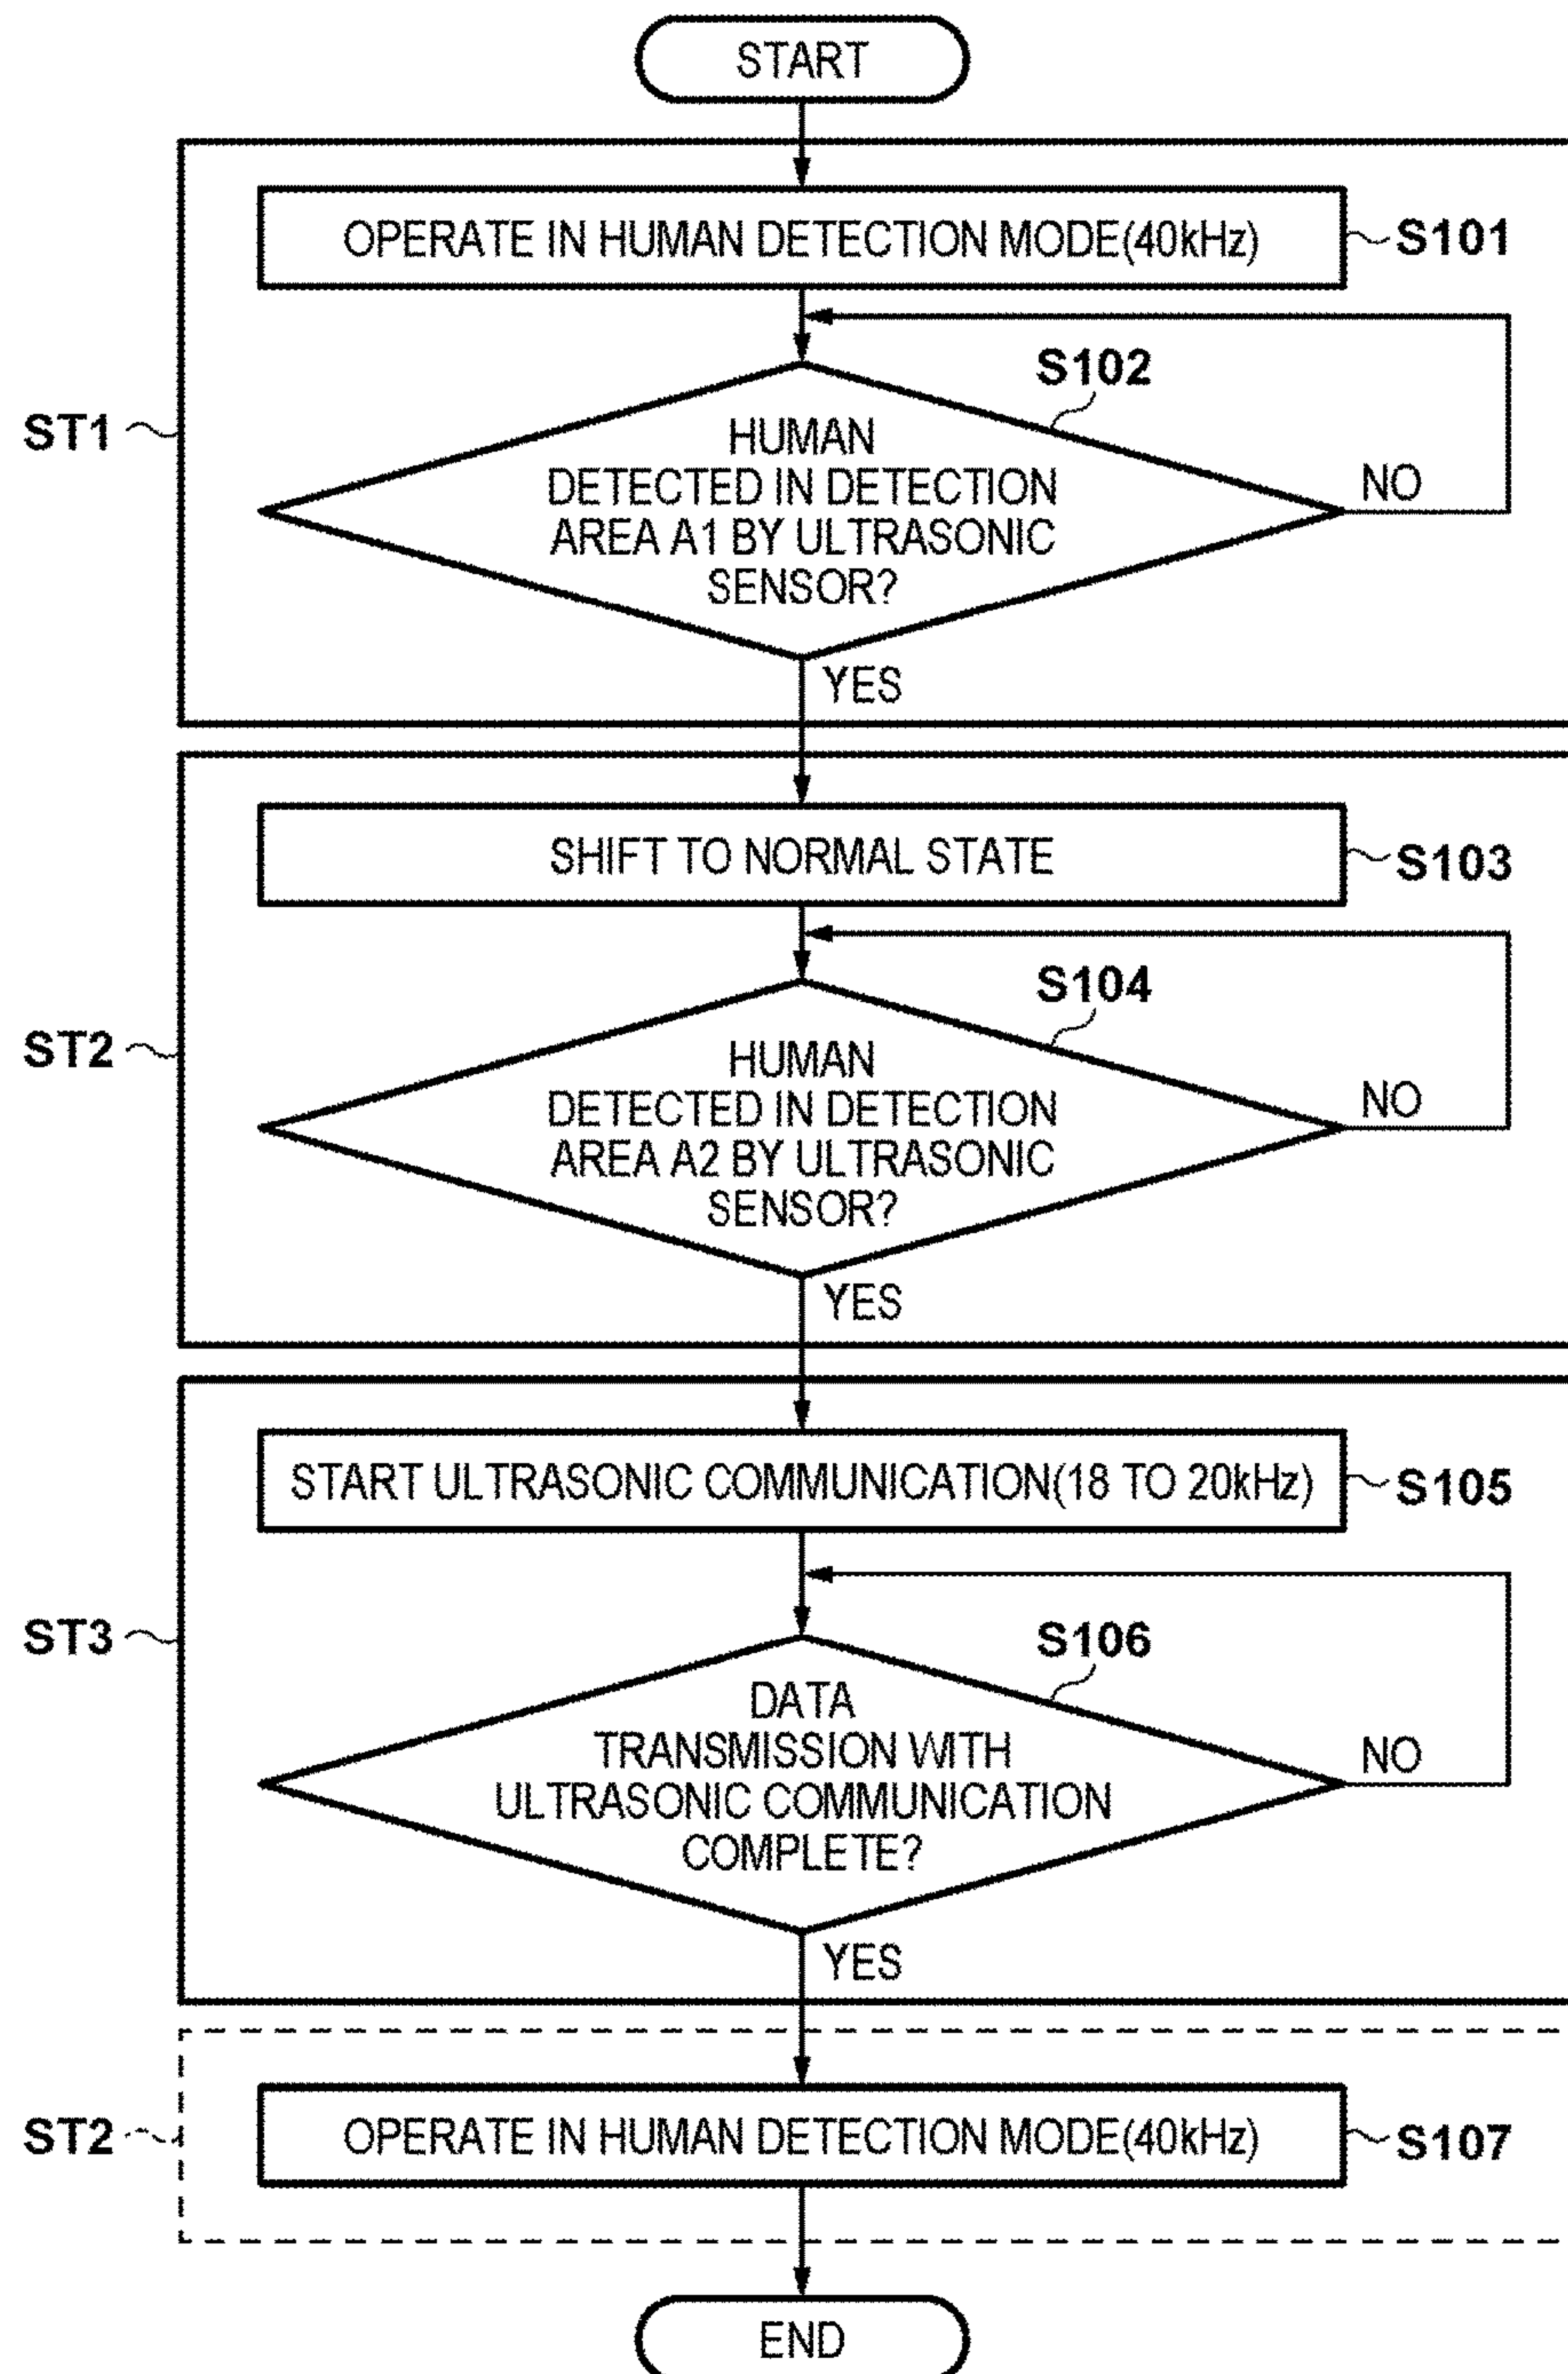 START
OPERATE IN HUMAN DETECTION MODE(40kHz)
S101
S102
ST1
HUMAN
DETECTED IN DETECTION
AREA A1 BY ULTRASONIC
SENSOR?
NO
YES
SHIFT TO NORMAL STATE
S103
S104
ST2
HUMAN
DETECTED IN DETECTION
AREA A2 BY ULTRASONIC
SENSOR?
NO
YES
START ULTRASONIC COMMUNICATION(18 TO 20kHz)
S105
ST3
S106
DATA
TRANSMISSION WITH
ULTRASONIC COMMUNICATION
COMPLETE?
NO
YES
ST2
OPERATE IN HUMAN DETECTION MODE(40kHz)
S107
END